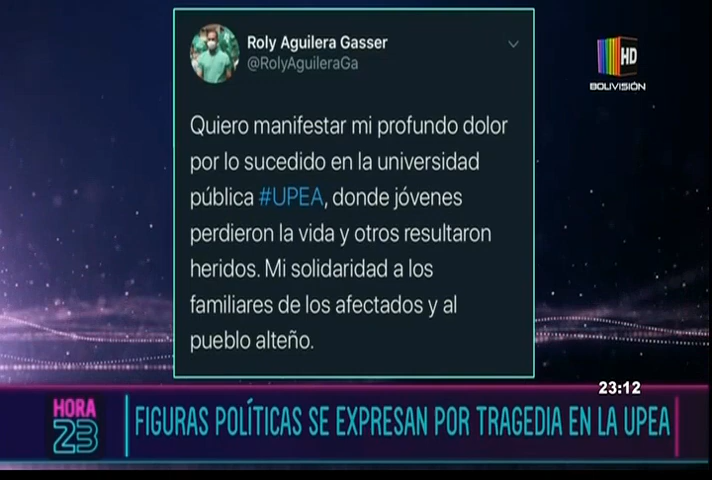 Roly Aguilera Gasser
@RolyAguileraGa
Quiero manifestar mi profundo dolor
por lo sucedido en la universidad
pública #UPEA, donde jóvenes
perdieron la vida y otros resultaron
heridos. Mi solidaridad a los
familiares de los afectados y al
pueblo alteño.
HD
BOLIVISIÓN
23:12
HORA
23
FIGURAS POLÍTICAS SE EXPRESAN POR TRAGEDIA EN LA UPEA